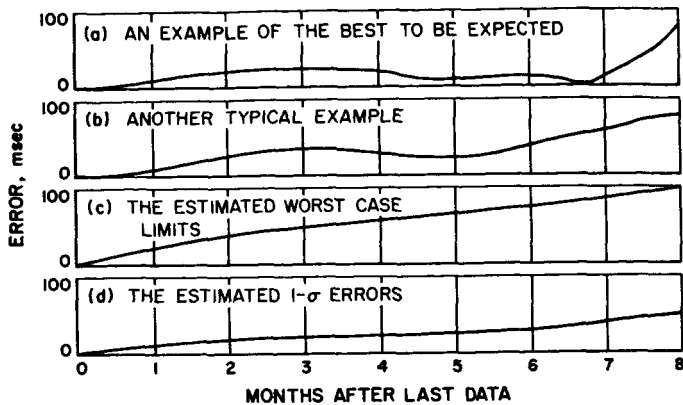 100
(a) AN EXAMPLE OF THE BEST TO BE EXPECTED
0
100
(b) ANOTHER TYPICAL EXAMPLE
0
ERROR, msec
100
(c) THE ESTIMATED WORST CASE
LIMITS
0
100
(d) THE ESTIMATED 1-σ ERRORS
0
0 1 2 3 4 5 6 7 8
MONTHS AFTER LAST DATA